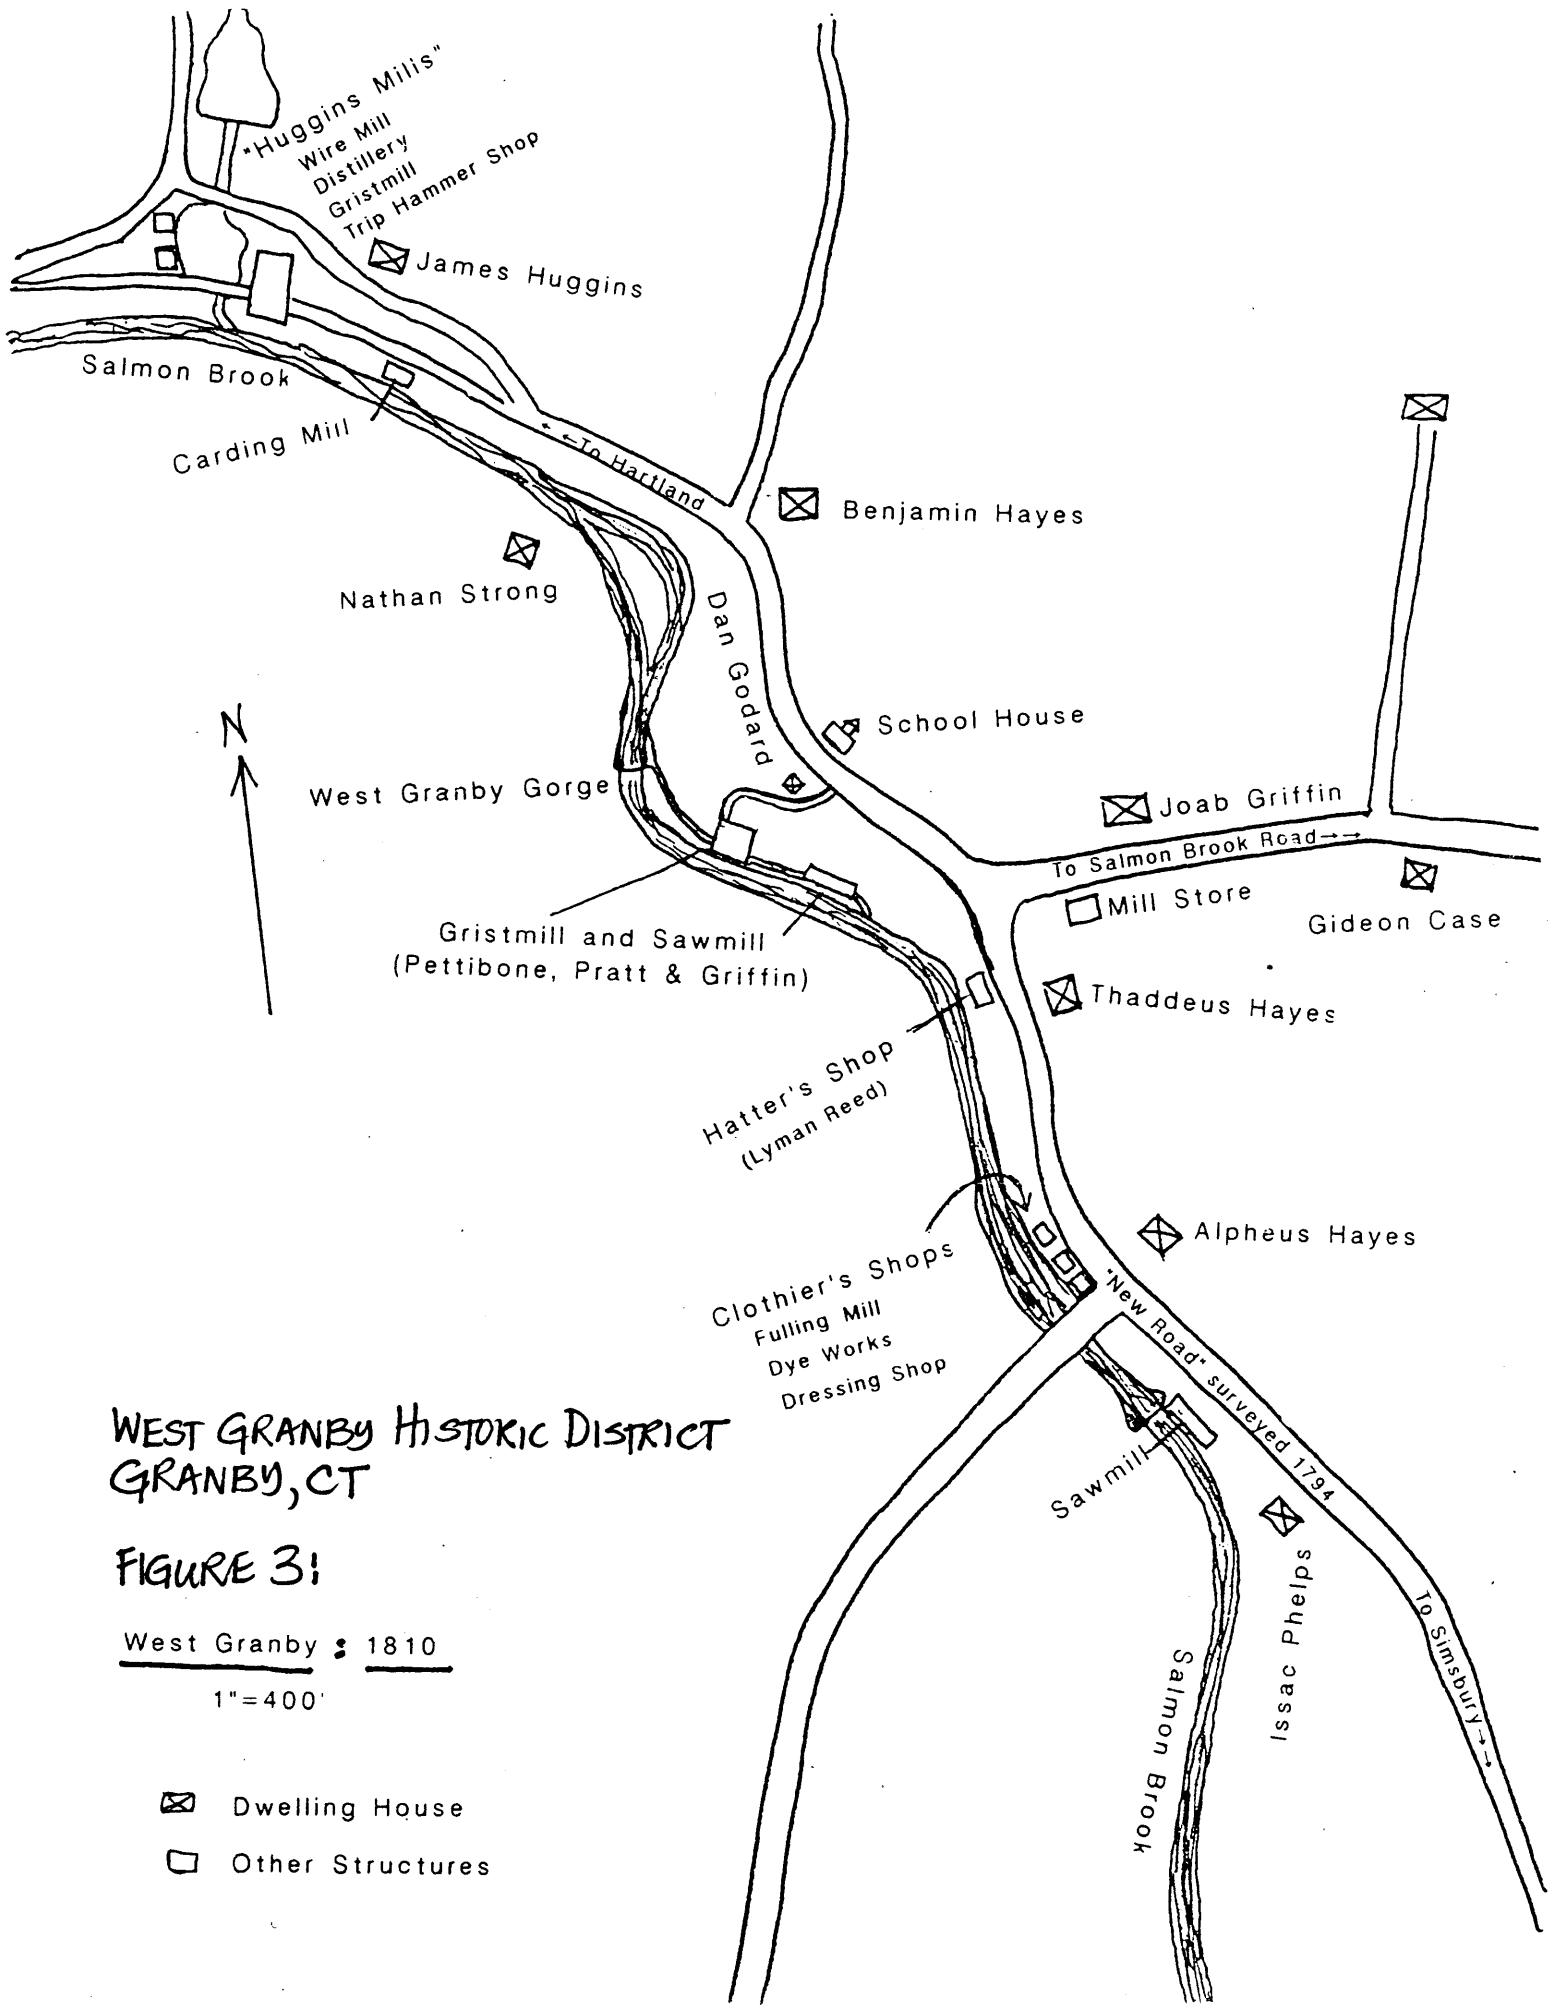 "Huggins Mills"
Wire Mill
Distillery
Gristmill
Trip Hammer Shop
James Huggins
Salmon Brook
Carding Mill
←←To Hartland
Benjamin Hayes
Nathan Strong
Dan Godard
N
School House
West Granby Gorge
Joab Griffin
To Salmon Brook Road→→
Mill Store
Gideon Case
Gristmill and Sawmill
(Pettibone, Pratt & Griffin)
Thaddeus Hayes
Hatter's Shop
(Lyman Reed)
Alpheus Hayes
Clothier's Shops
Fulling Mill
Dye Works
Dressing Shop
"New Road" surveyed 1794
Sawmill
Issac Phelps
To Simsbury→→
Salmon Brook
WEST GRANBY HISTORIC DISTRICT
GRANBY, CT
FIGURE 3:
West Granby : 1810
1"=400'
Dwelling House
Other Structures